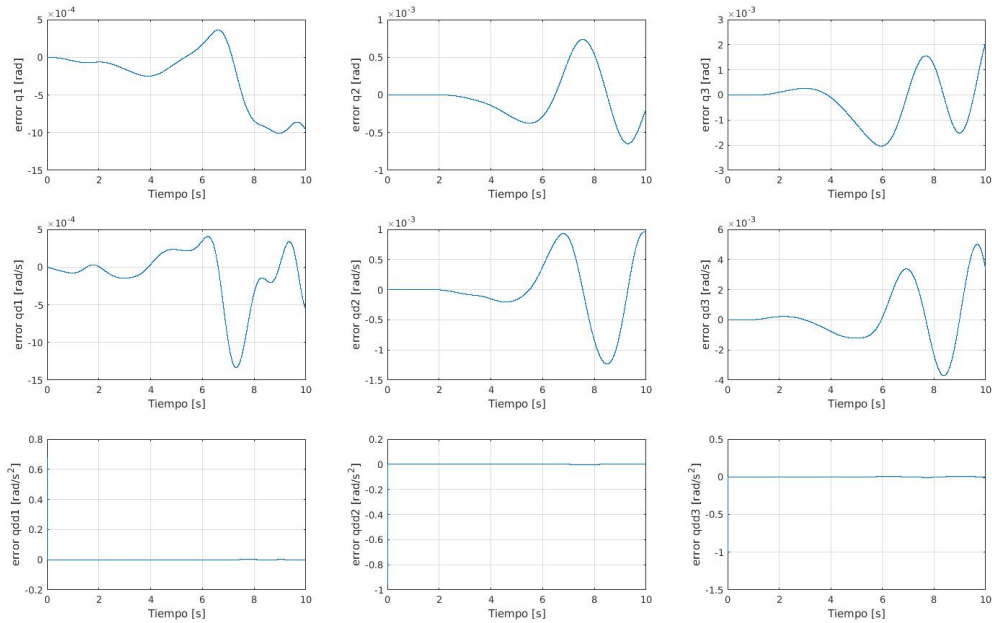 ×10⁻⁴
5
0
-5
-10
-15
error q1 [rad]
0 2 4 6 8 10
Tiempo [s]
×10⁻³
1
0.5
0
-0.5
-1
error q2 [rad]
0 2 4 6 8 10
Tiempo [s]
×10⁻³
3
2
1
0
-1
-2
-3
error q3 [rad]
0 2 4 6 8 10
Tiempo [s]
×10⁻⁴
5
0
-5
-10
-15
error qd1 [rad/s]
0 2 4 6 8 10
Tiempo [s]
×10⁻³
1
0.5
0
-0.5
-1
-1.5
error qd2 [rad/s]
0 2 4 6 8 10
Tiempo [s]
×10⁻³
6
4
2
0
-2
-4
error qd3 [rad/s]
0 2 4 6 8 10
Tiempo [s]
0.8
0.6
0.4
0.2
0
-0.2
error qdd1 [rad/s²]
0 2 4 6 8 10
Tiempo [s]
0.2
0
-0.2
-0.4
-0.6
-0.8
-1
error qdd2 [rad/s²]
0 2 4 6 8 10
Tiempo [s]
0.5
0
-0.5
-1
-1.5
error qdd3 [rad/s²]
0 2 4 6 8 10
Tiempo [s]